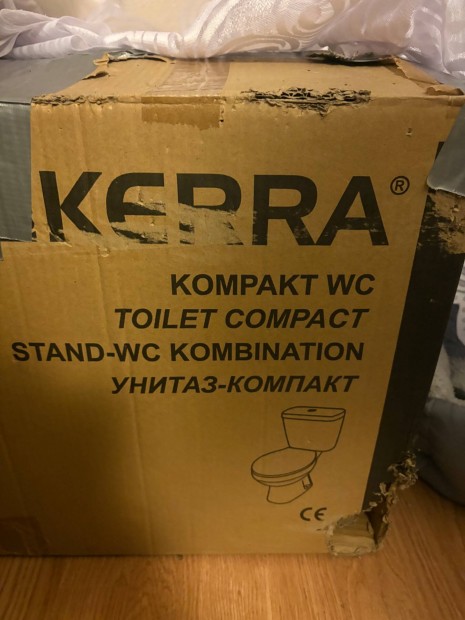 KERRA®
KOMPAKT WC
TOILET COMPACT
STAND-WC KOMBINATION
УНИТАЗ-КОМПАКТ
CE